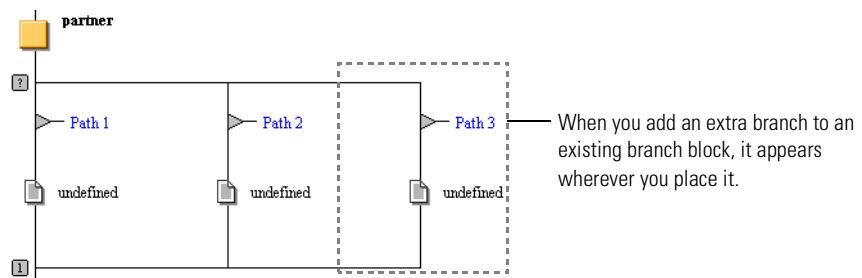 partner
?
Path 1
Path 2
Path 3
When you add an extra branch to an
existing branch block, it appears
wherever you place it.
undefined
undefined
undefined
1